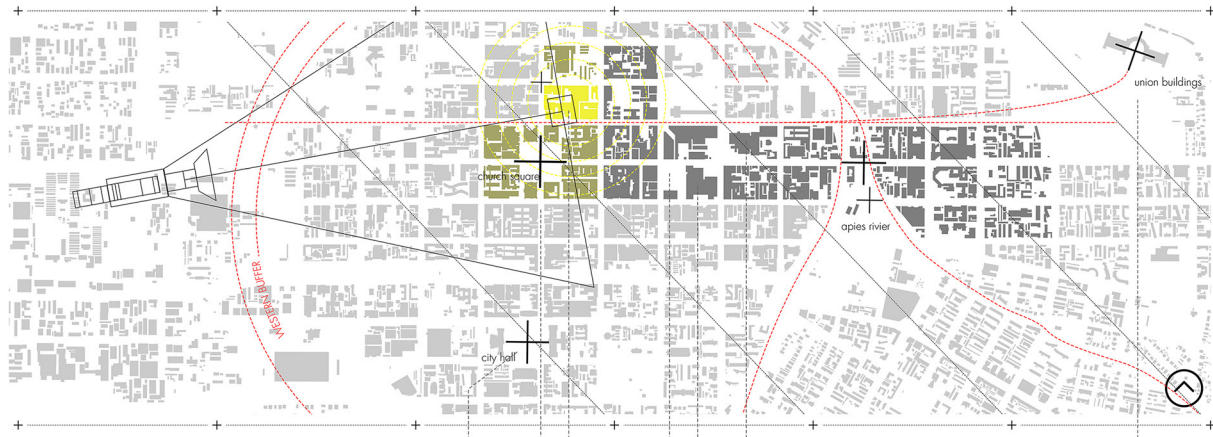 union buildings
church square
apies rivier
WESTERN BUFFER
city hall